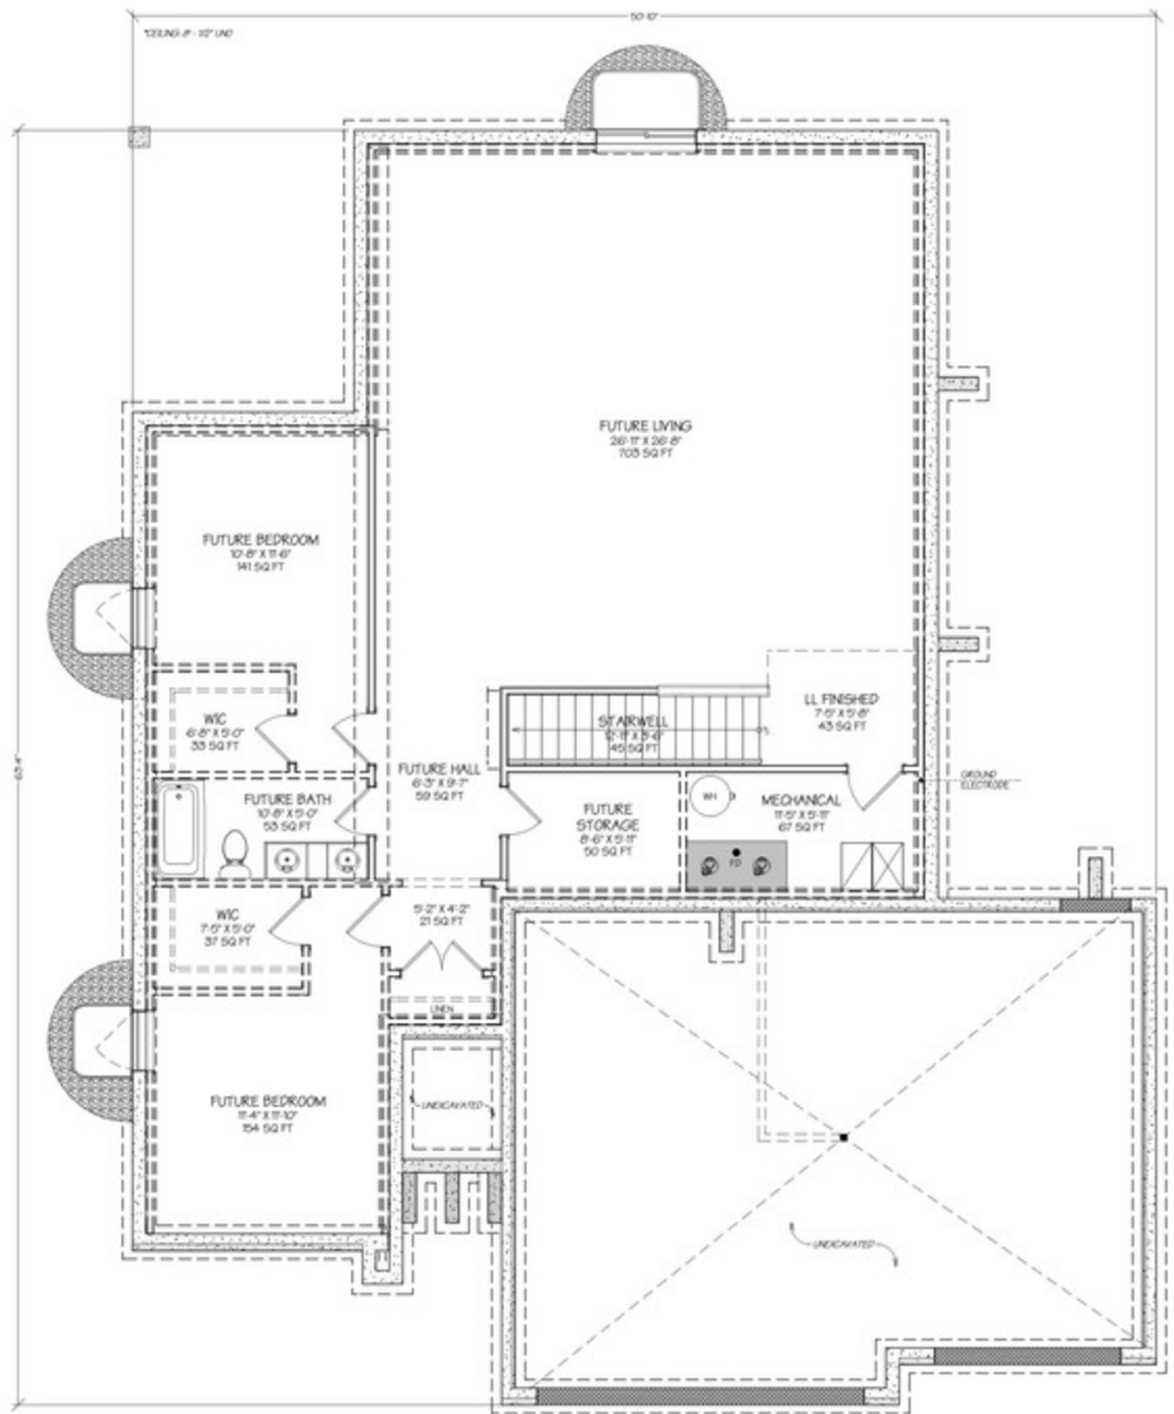 50'-10"
*CEILING: 8' - 1/2" UNO
63'-4"
FUTURE LIVING
26'-11" X 26'-8"
703 SQ FT
FUTURE BEDROOM
10'-8" X 11'-6"
141 SQ FT
WIC
6'-8" X 5'-0"
33 SQ FT
STAIRWELL
12'-11" X 3'-6"
45 SQ FT
LL FINISHED
7'-5" X 5'-8"
43 SQ FT
FUTURE HALL
6'-3" X 9'-7"
59 SQ FT
GROUND
ELECTRODE
FUTURE BATH
10'-8" X 5'-0"
53 SQ FT
FUTURE
STORAGE
8'-6" X 5'-11"
50 SQ FT
WH
MECHANICAL
11'-5" X 5'-11"
67 SQ FT
FD
WIC
7'-5" X 5'-0"
37 SQ FT
5'-2" X 4'-2"
21 SQ FT
LINEN
FUTURE BEDROOM
11'-4" X 11'-10"
154 SQ FT
UNEXCAVATED
UNEXCAVATED